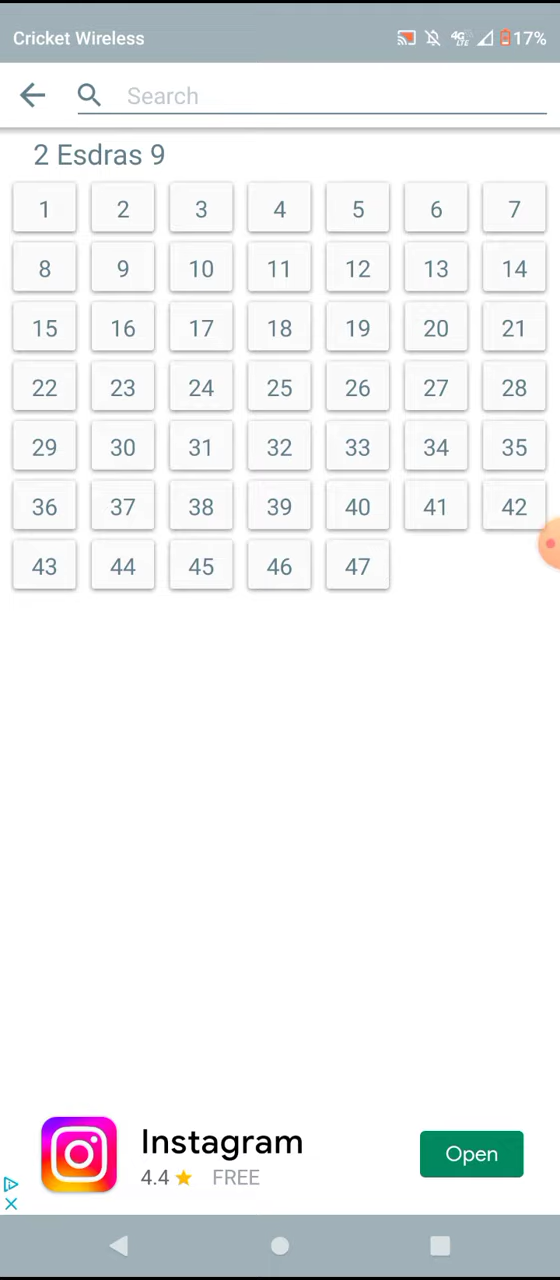 Cricket Wireless 4G LTE 17%
Search
2 Esdras 9
1 2 3 4 5 6 7
8 9 10 11 12 13 14
15 16 17 18 19 20 21
22 23 24 25 26 27 28
29 30 31 32 33 34 35
36 37 38 39 40 41 42
43 44 45 46 47
Instagram
4.4 ★ FREE
Open